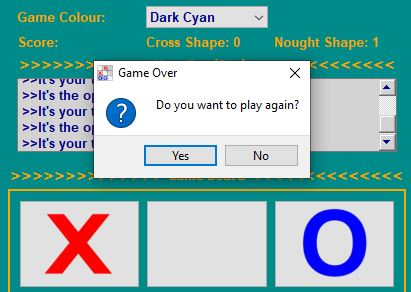 Game Colour: Dark Cyan
Score: Cross Shape: 0 Nought Shape: 1
>>>>>>>>>>>> <<<<<<<<<<<<
>>It's your t
>>It's the op
>>It's your t
>>It's the op
>>It's your t
Game Over
Do you want to play again?
Yes No
X O